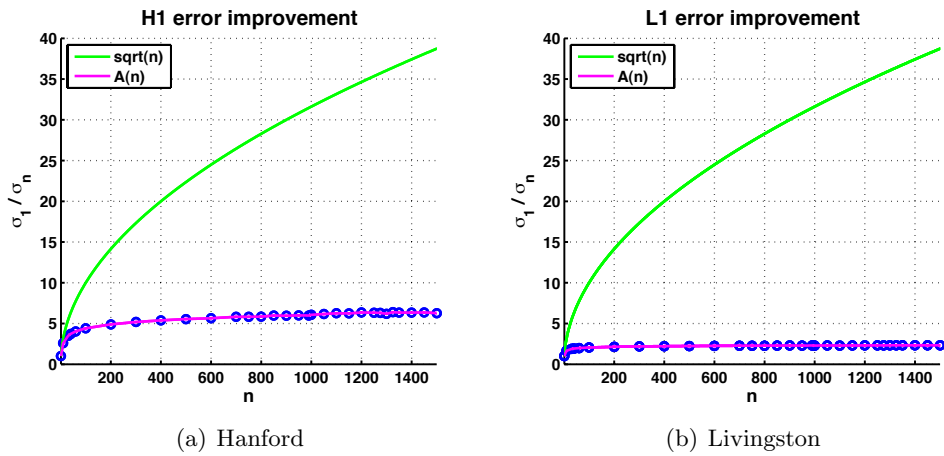 H1 error improvement
40
35
30
25
20
15
10
5
0
σ1 / σn
sqrt(n)
A(n)
200 400 600 800 1000 1200 1400
n
(a) Hanford
L1 error improvement
40
35
30
25
20
15
10
5
0
σ1 / σn
sqrt(n)
A(n)
200 400 600 800 1000 1200 1400
n
(b) Livingston